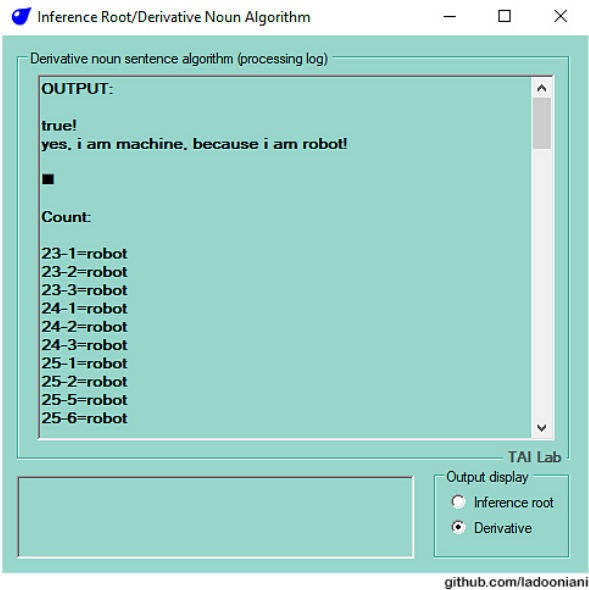 Inference Root/Derivative Noun Algorithm
Derivative noun sentence algorithm (processing log)
OUTPUT:
true!
yes, i am machine, because i am robot!
Count:
23-1=robot
23-2=robot
23-3=robot
24-1=robot
24-2=robot
24-3=robot
25-1=robot
25-2=robot
25-5=robot
25-6=robot
TAI Lab
Output display
Inference root
Derivative
github.com/ladooniani